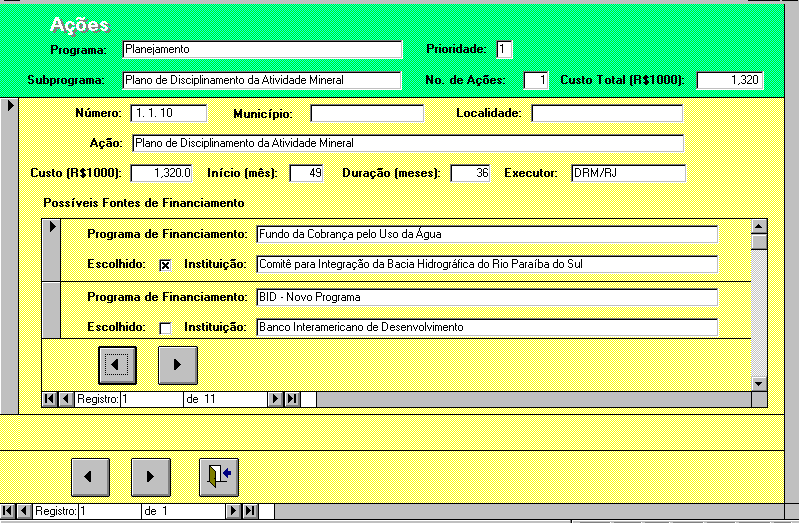 Ações
Programa: Planejamento Prioridade: 1
Subprograma: Plano de Disciplinamento da Atividade Mineral No. de Ações: 1 Custo Total (R$1000): 1,320
Número: 1. 1. 10 Município: Localidade:
Ação: Plano de Disciplinamento da Atividade Mineral
Custo (R$1000): 1,320.0 Início (mês): 49 Duração (meses): 36 Executor: DRM/RJ
Possíveis Fontes de Financiamento
Programa de Financiamento: Fundo da Cobrança pelo Uso da Água
Escolhido: Instituição: Comitê para Integração da Bacia Hidrográfica do Rio Paraíba do Sul
Programa de Financiamento: BID - Novo Programa
Escolhido: Instituição: Banco Interamericano de Desenvolvimento
Registro: 1 de 11
Registro: 1 de 1